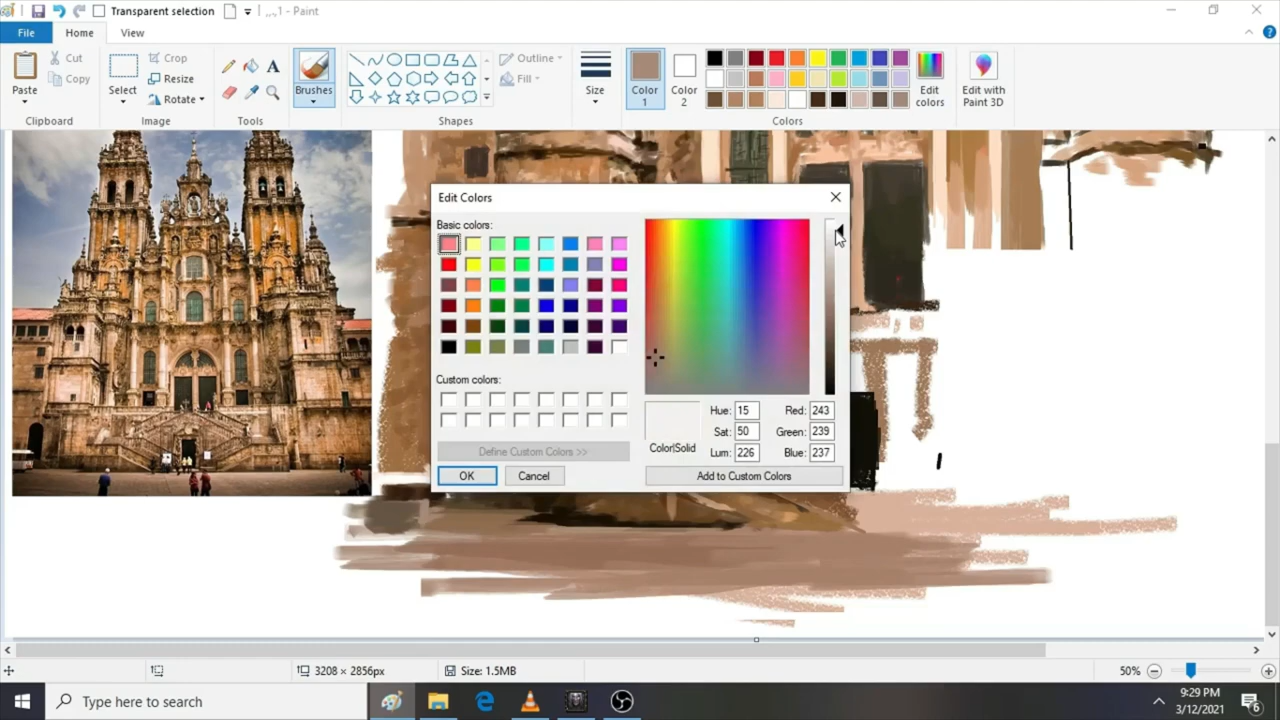 Transparent selection
- Paint
File
Home
View
Paste
Cut
Copy
Clipboard
Select
Crop
Resize
Rotate
Image
A
Tools
Brushes
Outline
Fill
Shapes
Size
Color
1
Color
2
Edit
colors
Edit with
Paint 3D
Colors
Edit Colors
Basic colors:
Custom colors:
Define Custom Colors >>
OK
Cancel
Color|Solid
Hue: 15
Sat: 50
Lum: 226
Red: 243
Green: 239
Blue: 237
Add to Custom Colors
3208 × 2856px
Size: 1.5MB
50%
Type here to search
9:29 PM
3/12/2021
6